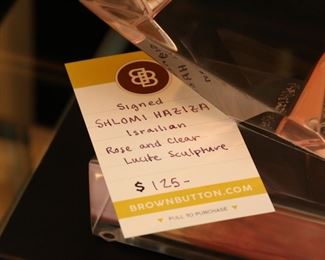 BB
Signed
SHLOMI HAZIZA
Israilian
Rose and Clear
Lucite Sculpture
$125-
BROWNBUTTON.COM
PULL TO PURCHASE